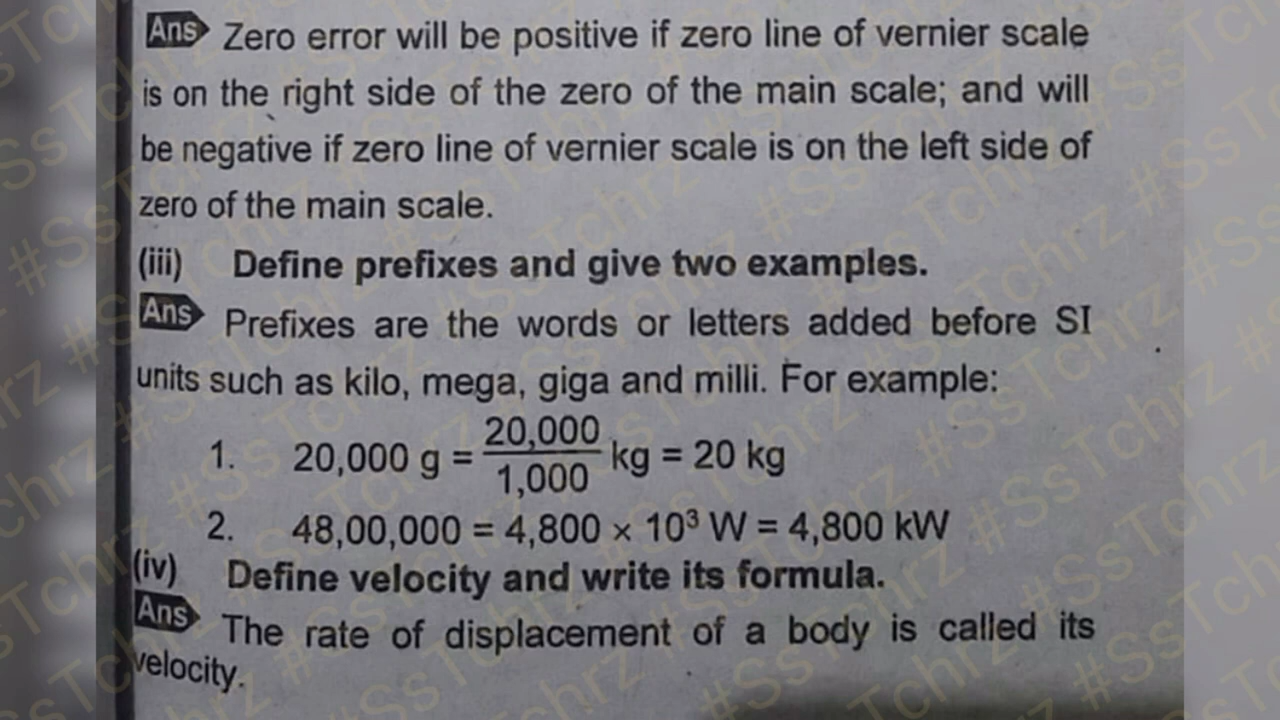 Ans Zero error will be positive if zero line of vernier scale
is on the right side of the zero of the main scale; and will
be negative if zero line of vernier scale is on the left side of
zero of the main scale.
(iii) Define prefixes and give two examples.
Ans Prefixes are the words or letters added before SI
units such as kilo, mega, giga and milli. For example:
1. 20,000 g = 20,000/1,000 kg = 20 kg
2. 48,00,000 = 4,800 × 10³ W = 4,800 kW
(iv) Define velocity and write its formula.
Ans The rate of displacement of a body is called its
velocity.
#SsTchrz